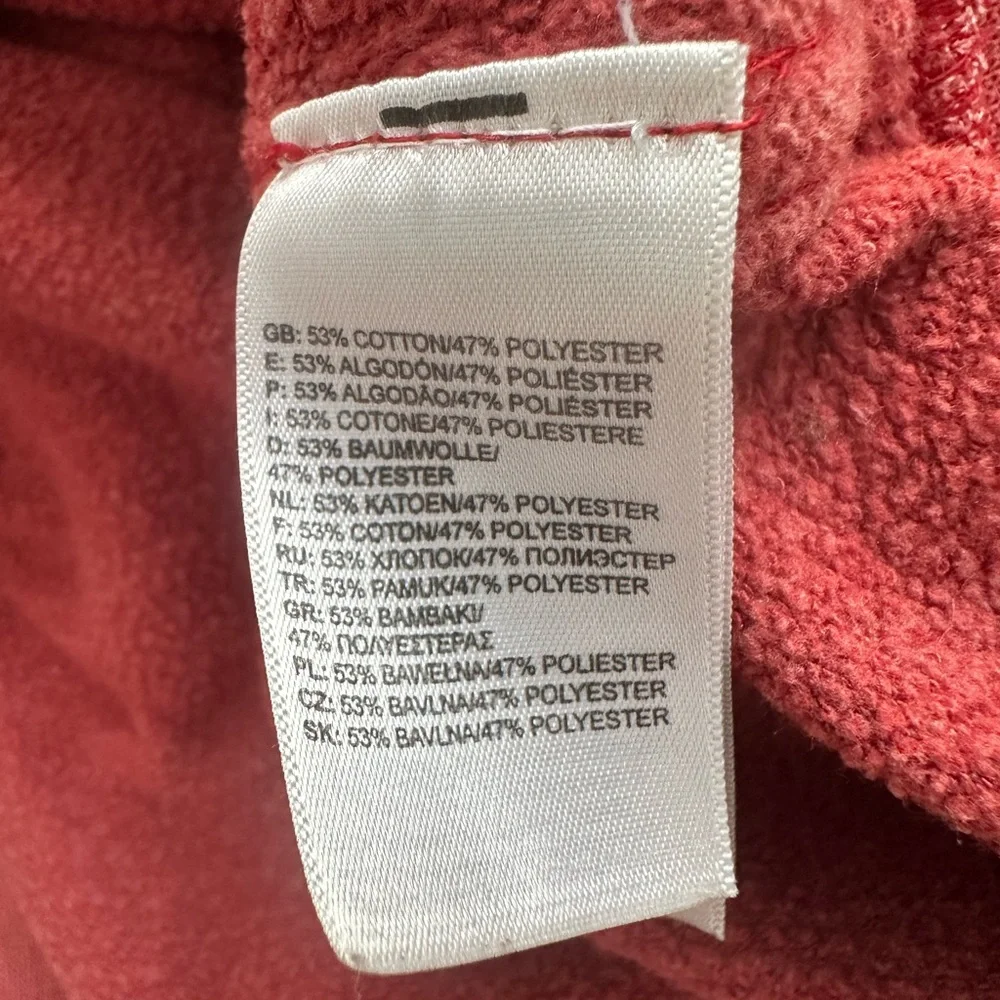 GB: 53% COTTON/47% POLYESTER
E: 53% ALGODÓN/47% POLIÉSTER
P: 53% ALGODÃO/47% POLIÉSTER
I: 53% COTONE/47% POLIESTERE
D: 53% BAUMWOLLE/
47% POLYESTER
NL: 53% KATOEN/47% POLYESTER
F: 53% COTON/47% POLYESTER
RU: 53% ХЛОПОК/47% ПОЛИЭСТЕР
TR: 53% PAMUK/47% POLYESTER
GR: 53% ΒΑΜΒΑΚΙ/
47% ΠΟΛΥΕΣΤΕΡΑΣ
PL: 53% BAWEŁNA/47% POLIESTER
CZ: 53% BAVLNA/47% POLYESTER
SK: 53% BAVLNA/47% POLYESTER